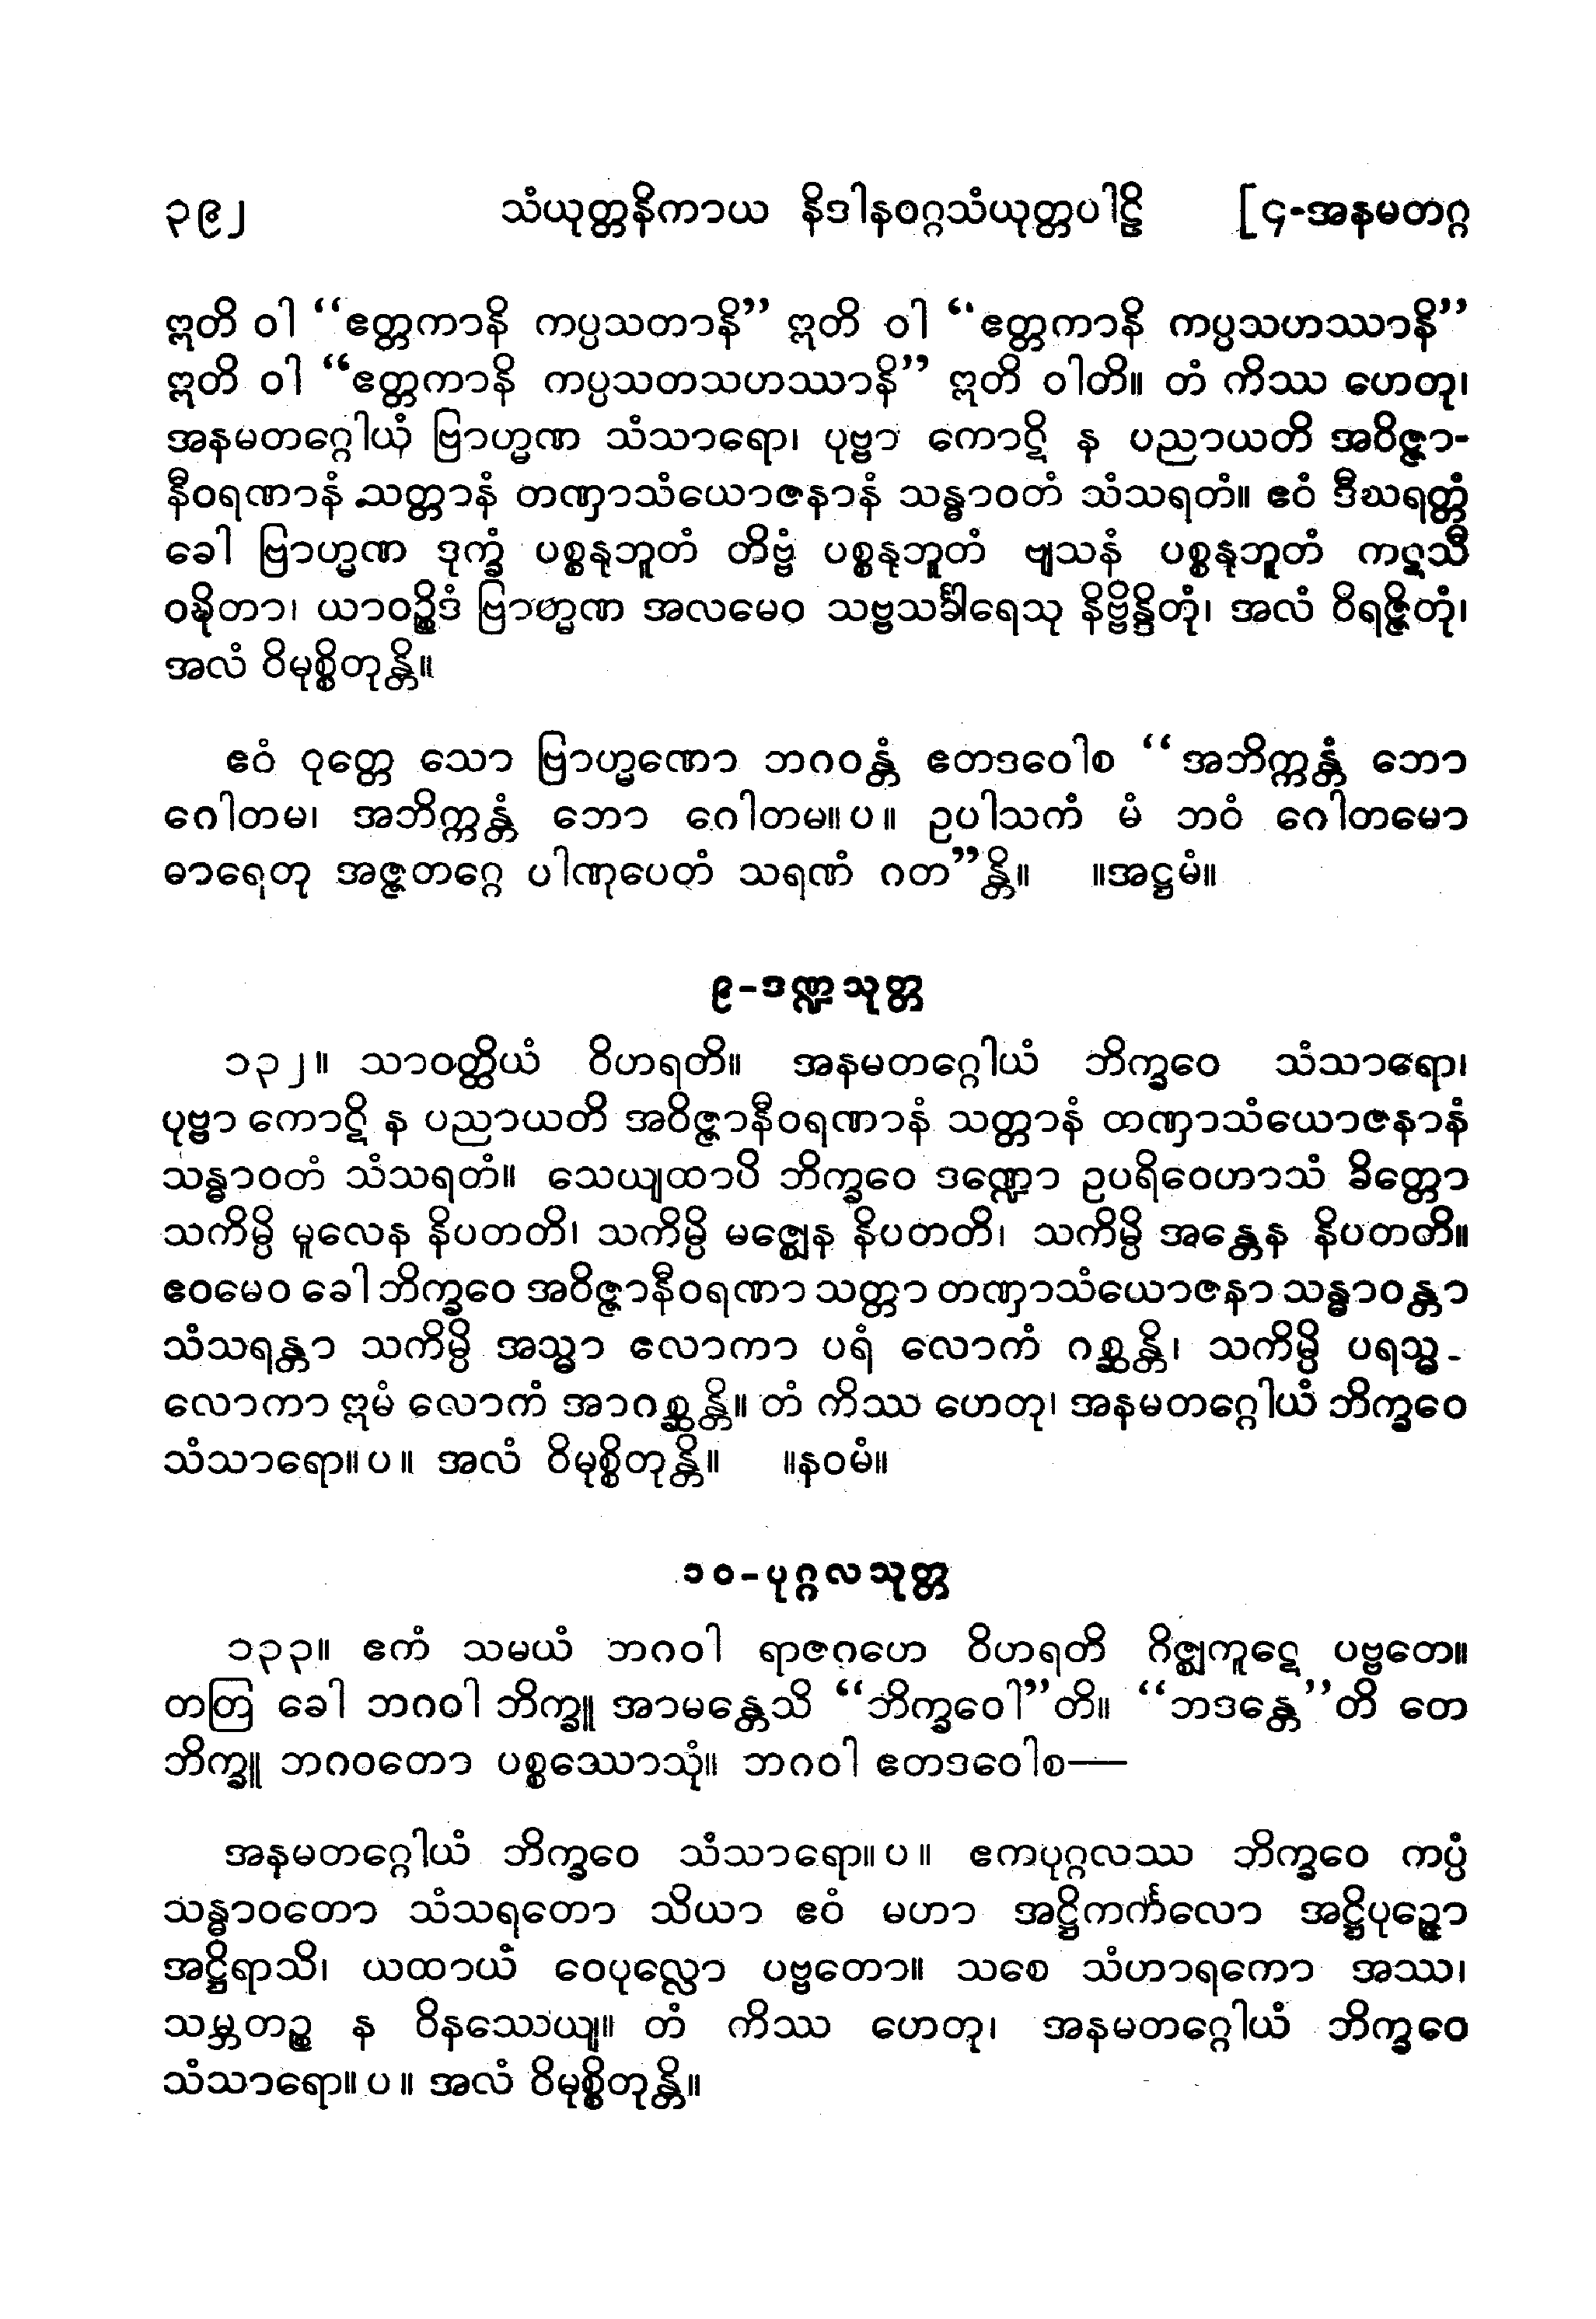 ၃၉၂ သံယုတ္တနိကာယ နိဒါနဝဂ္ဂသံယုတ္တပါဠိ [၄-အနမတဂ္ဂ
ဣတိ ဝါ “ဧတ္တကာနိ ကပ္ပသတာနိ” ဣတိ ဝါ “ဧတ္တကာနိ ကပ္ပသဟဿာနိ”
ဣတိ ဝါ “ဧတ္တကာနိ ကပ္ပသတသဟဿာနိ” ဣတိ ဝါတိ။ တံ ကိဿ ဟေတု၊
အနမတဂ္ဂေါယံ ဗြာဟ္မဏ သံသာရော၊ ပုဗ္ဗာ ကောဋိ န ပညာယတိ အဝိဇ္ဇာ-
နီဝရဏာနံ သတ္တာနံ တဏှာသံယောဇနာနံ သန္ဓာဝတံ သံသရတံ။ ဧဝံ ဒီဃရတ္တံ
ခေါ ဗြာဟ္မဏ ဒုက္ခံ ပစ္စနုဘူတံ တိဗ္ဗံ ပစ္စနုဘူတံ ဗျသနံ ပစ္စနုဘူတံ ကဋသီ
ဝဍ္ဎိတာ၊ ယာဝဉ္စိဒံ ဗြာဟ္မဏ အလမေဝ သဗ္ဗသင်္ခါရေသု နိဗ္ဗိန္ဒိတုံ၊ အလံ ဝိရဇ္ဇိတုံ၊
အလံ ဝိမုစ္စိတုန္တိ။
ဧဝံ ဝုတ္တေ သော ဗြာဟ္မဏော ဘဂဝန္တံ ဧတဒဝေါစ “အဘိက္ကန္တံ ဘော
ဂေါတမ၊ အဘိက္ကန္တံ ဘော ဂေါတမ။ပ။ ဥပါသကံ မံ ဘဝံ ဂေါတမော
ဓာရေတု အဇ္ဇတဂ္ဂေ ပါဏုပေတံ သရဏံ ဂတ”န္တိ။ ။အဋ္ဌမံ။
၉-ဒဏ္ဍသုတ္တ
၁၃၂။ သာဝတ္ထိယံ ဝိဟရတိ။ အနမတဂ္ဂေါယံ ဘိက္ခဝေ သံသာရော၊
ပုဗ္ဗာ ကောဋိ န ပညာယတိ အဝိဇ္ဇာနီဝရဏာနံ သတ္တာနံ တဏှာသံယောဇနာနံ
သန္ဓာဝတံ သံသရတံ။ သေယျထာပိ ဘိက္ခဝေ ဒဏ္ဍော ဥပရိဝေဟာသံ ခိတ္တော
သကိမ္ပိ မူလေန နိပတတိ၊ သကိမ္ပိ မဇ္ဈေန နိပတတိ၊ သကိမ္ပိ အန္တေန နိပတတိ။
ဧဝမေဝ ခေါ ဘိက္ခဝေ အဝိဇ္ဇာနီဝရဏာ သတ္တာ တဏှာသံယောဇနာ သန္ဓာဝန္တာ
သံသရန္တာ သကိမ္ပိ အသ္မာ လောကာ ပရံ လောကံ ဂစ္ဆန္တိ၊ သကိမ္ပိ ပရသ္မာ-
လောကာ ဣမံ လောကံ အာဂစ္ဆန္တိ။ တံ ကိဿ ဟေတု၊ အနမတဂ္ဂေါယံ ဘိက္ခဝေ
သံသာရော။ပ။ အလံ ဝိမုစ္စိတုန္တိ။ ။နဝမံ။
၁၀-ပုဂ္ဂလသုတ္တ
၁၃၃။ ဧကံ သမယံ ဘဂဝါ ရာဇဂဟေ ဝိဟရတိ ဂိဇ္ဈကူဋေ ပဗ္ဗတေ။
တတြ ခေါ ဘဂဝါ ဘိက္ခူ အာမန္တေသိ “ဘိက္ခဝေါ”တိ။ “ဘဒန္တေ”တိ တေ
ဘိက္ခူ ဘဂဝတော ပစ္စဿောသုံ။ ဘဂဝါ ဧတဒဝေါစ—
အနမတဂ္ဂေါယံ ဘိက္ခဝေ သံသာရော။ပ။ ဧကပုဂ္ဂလဿ ဘိက္ခဝေ ကပ္ပံ
သန္ဓာဝတော သံသရတော သိယာ ဧဝံ မဟာ အဋ္ဌိကင်္ကလော အဋ္ဌိပုဉ္ဇော
အဋ္ဌိရာသိ၊ ယထာယံ ဝေပုလ္လော ပဗ္ဗတော။ သစေ သံဟာရကော အဿ၊
သမ္ဘတဉ္စ န ဝိနဿေယျ။ တံ ကိဿ ဟေတု၊ အနမတဂ္ဂေါယံ ဘိက္ခဝေ
သံသာရော။ပ။ အလံ ဝိမုစ္စိတုန္တိ။